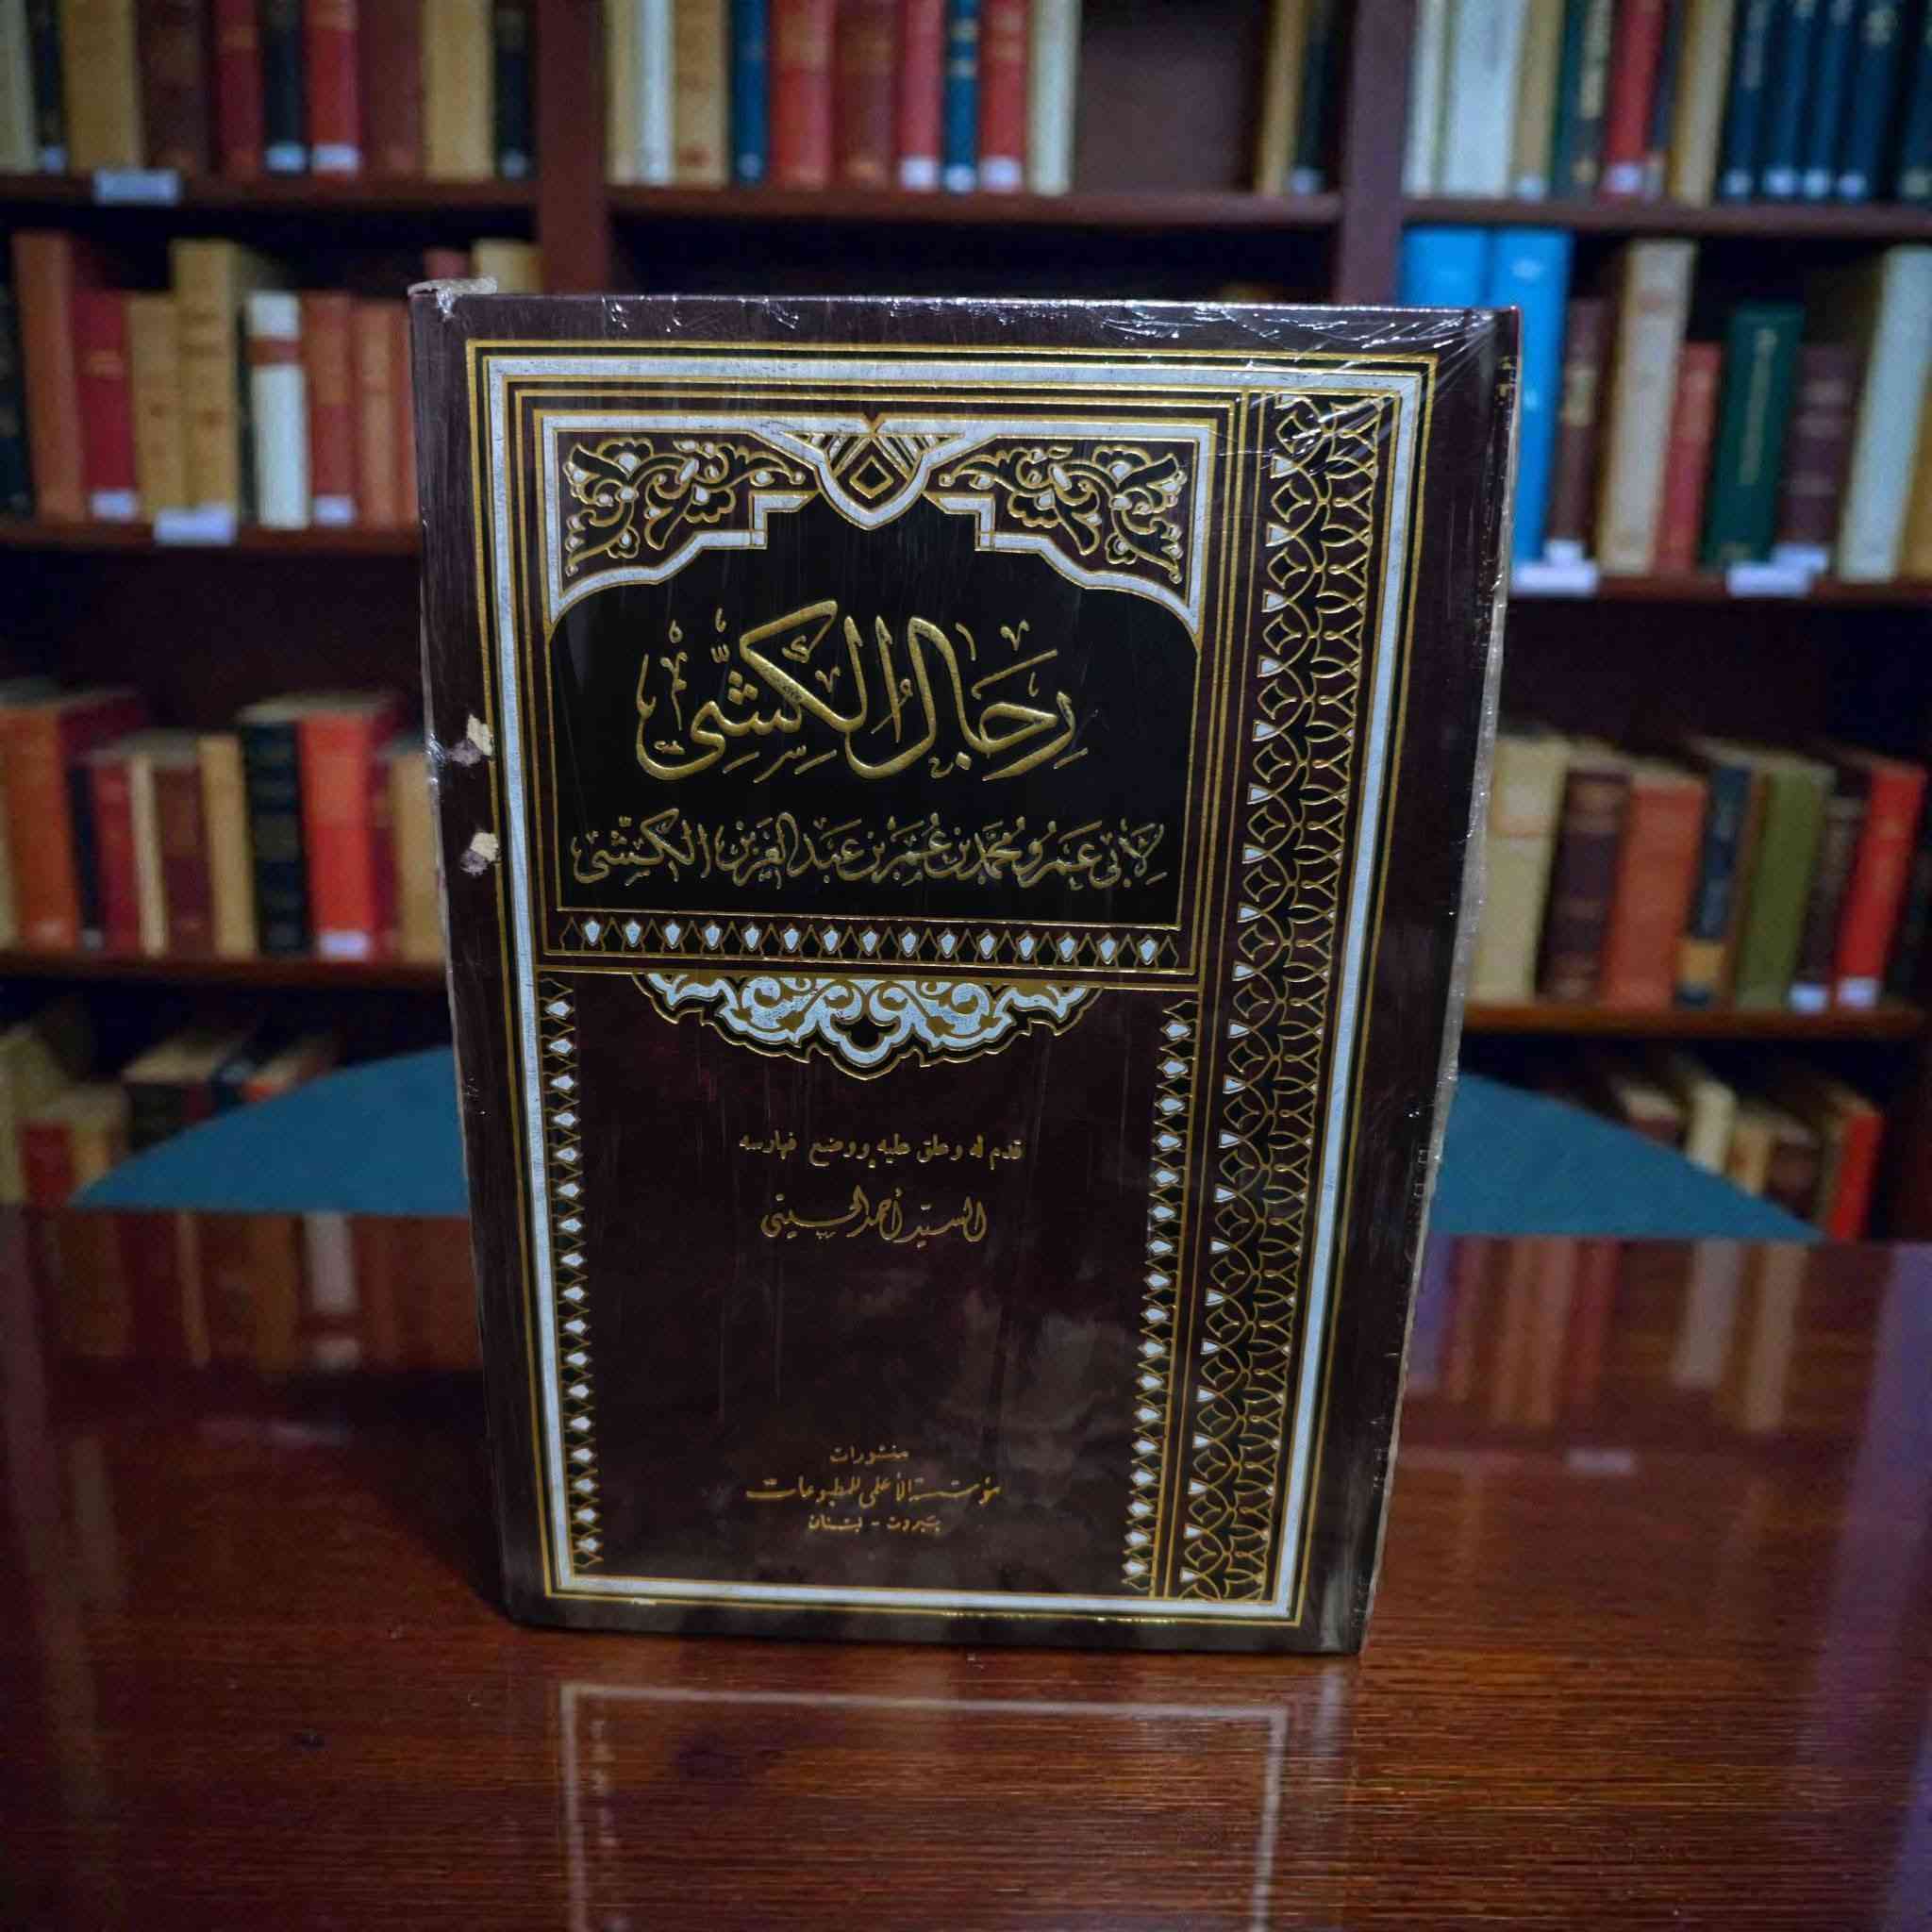 رجال الكشي
لأبي عمرو محمد بن عمر بن عبد العزيز الكشي
قدم له وعلق عليه ووضع فهارسه
السيد أحمد الحسيني
منشورات
مؤسسة الأعلمي للمطبوعات
بيروت - لبنان